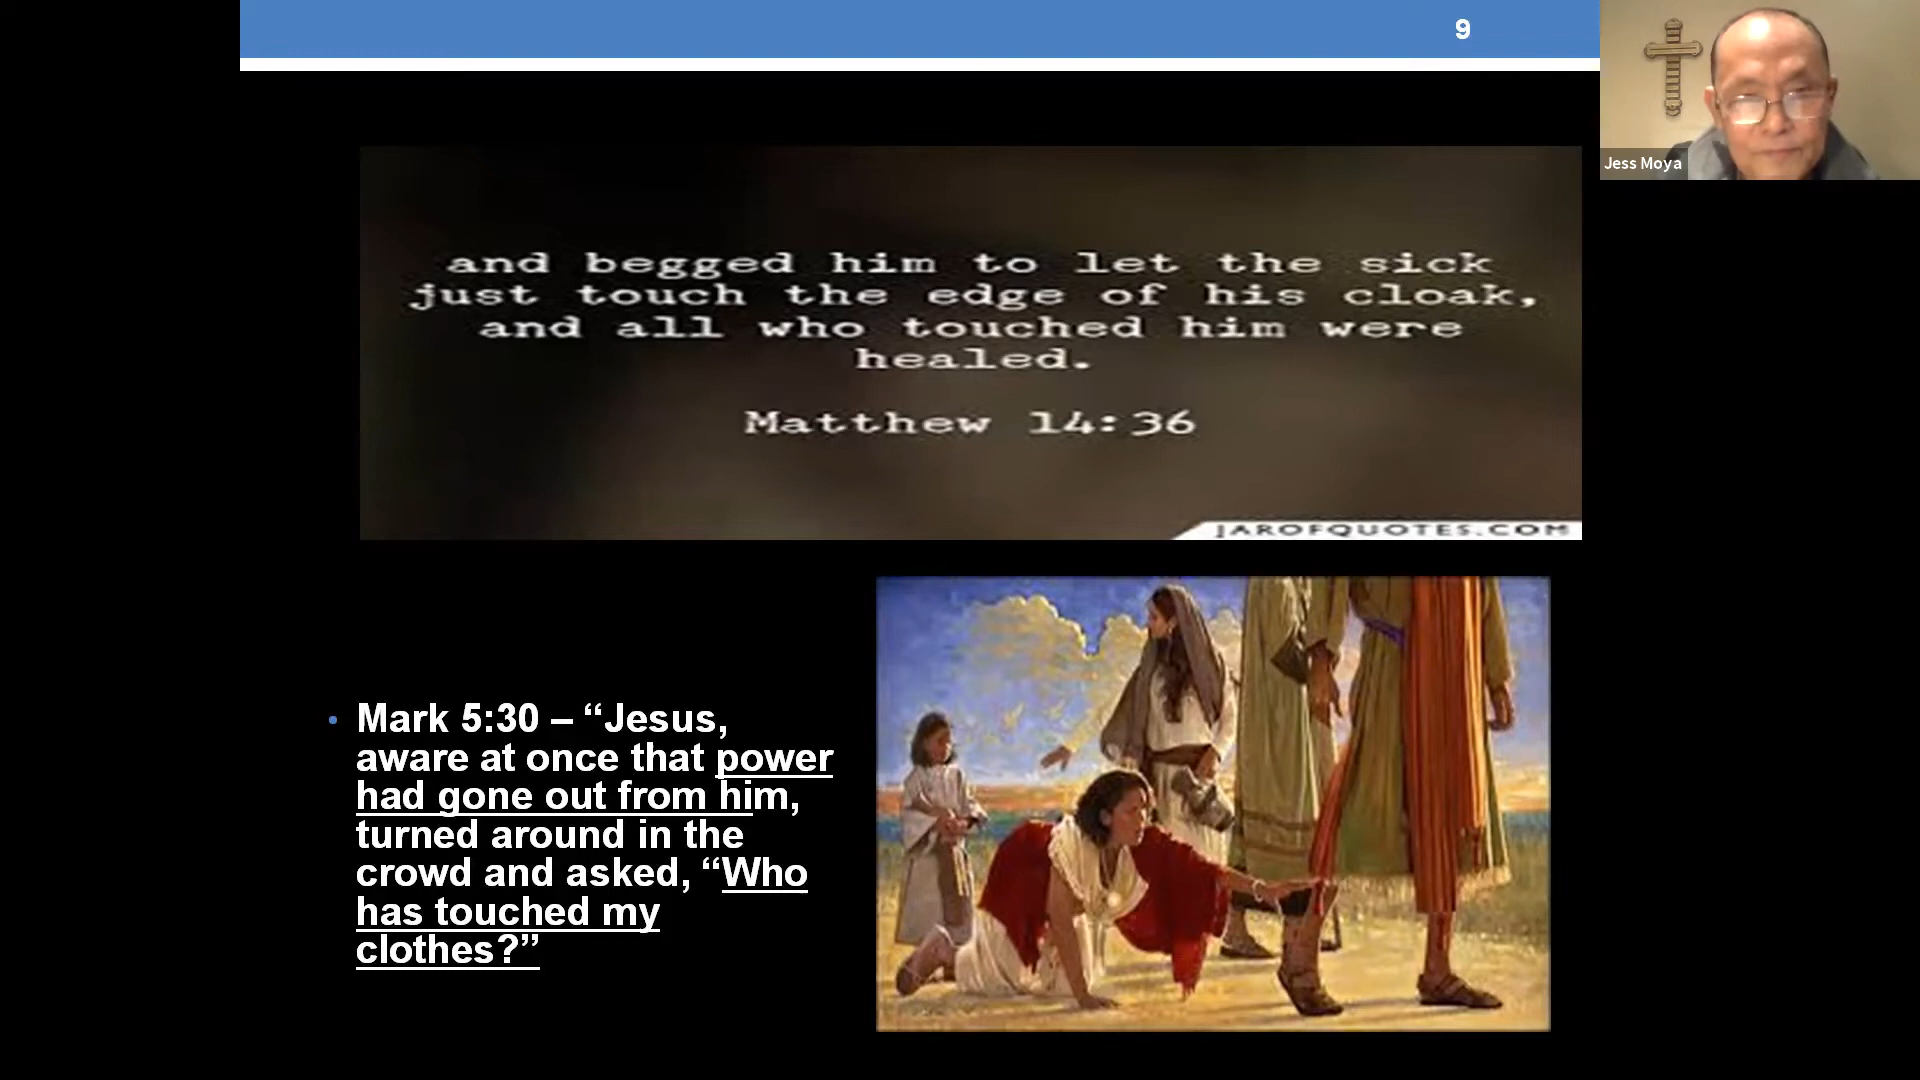 9
Jess Moya
and begged him to let the sick
just touch the edge of his cloak,
and all who touched him were
healed.
Matthew 14:36
JAROFQUOTES.COM
• Mark 5:30 – “Jesus,
aware at once that power
had gone out from him,
turned around in the
crowd and asked, “Who
has touched my
clothes?”